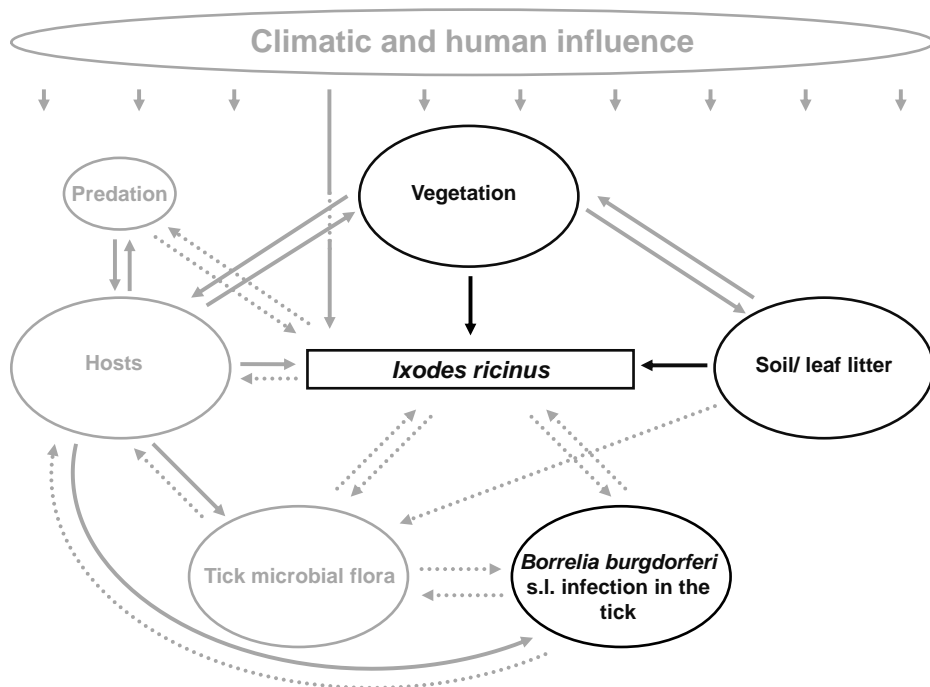 Climatic and human influence
Predation
Vegetation
Hosts
Ixodes ricinus
Soil/ leaf litter
Tick microbial flora
Borrelia burgdorferi
s.l. infection in the
tick